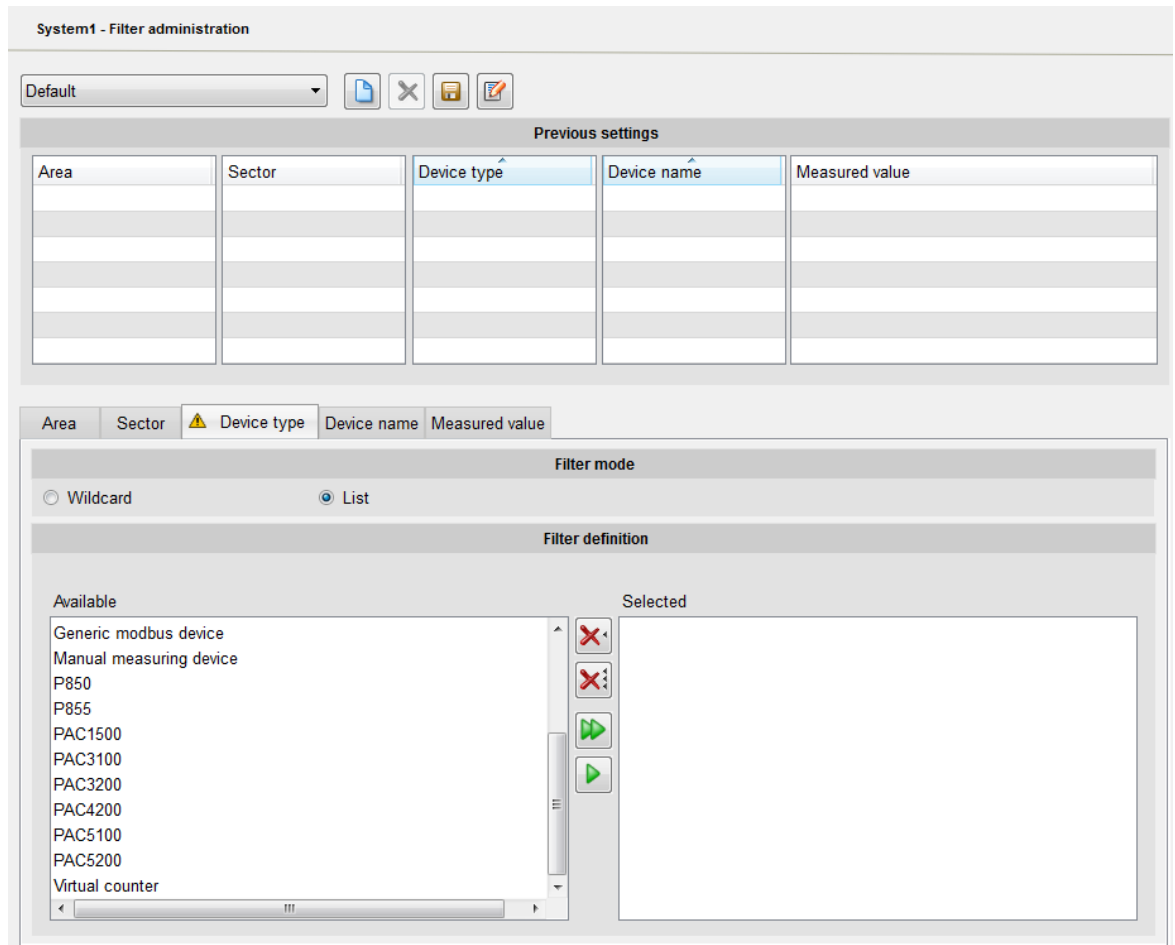 System1 - Filter administration
Default
Previous settings
Area Sector Device type Device name Measured value
Area Sector Device type Device name Measured value
Filter mode
Wildcard List
Filter definition
Available Selected
Generic modbus device
Manual measuring device
P850
P855
PAC1500
PAC3100
PAC3200
PAC4200
PAC5100
PAC5200
Virtual counter